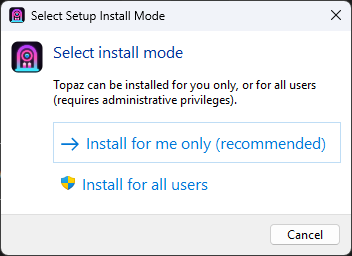 Select Setup Install Mode
Select install mode
Topaz can be installed for you only, or for all users
(requires administrative privileges).
Install for me only (recommended)
Install for all users
Cancel